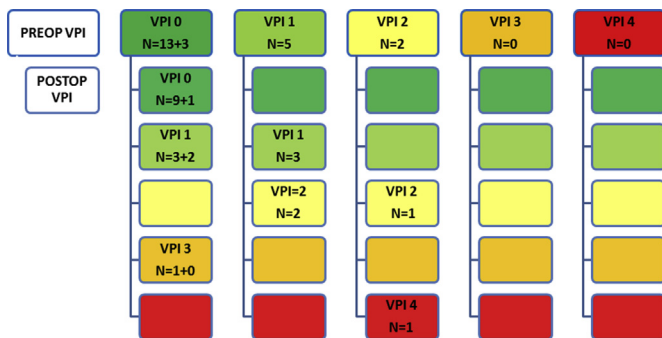 PREOP VPI
VPI 0
N=13+3
VPI 1
N=5
VPI 2
N=2
VPI 3
N=0
VPI 4
N=0
POSTOP
VPI
VPI 0
N=9+1
VPI 1
N=3+2
VPI 1
N=3
VPI=2
N=2
VPI 2
N=1
VPI 3
N=1+0
VPI 4
N=1